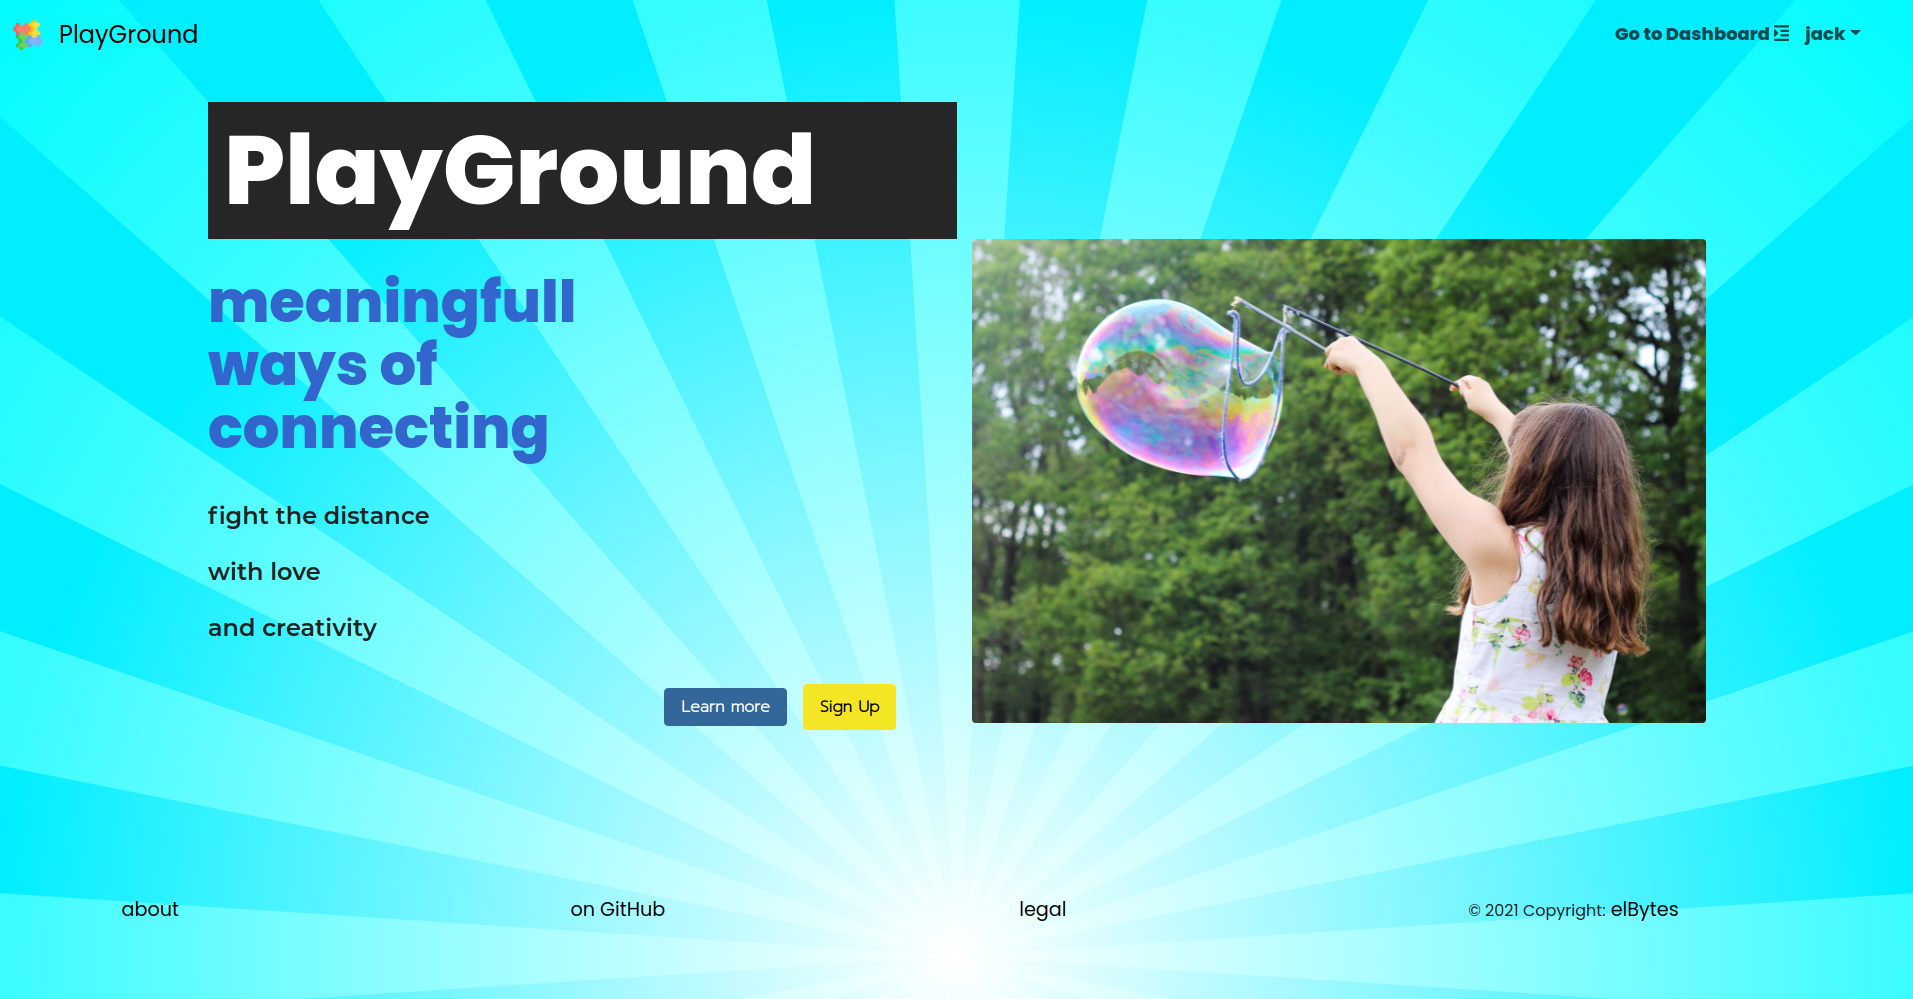 PlayGround
Go to Dashboard jack
PlayGround
meaningfull
ways of
connecting
fight the distance
with love
and creativity
Learn more Sign Up
about on GitHub legal © 2021 Copyright: elBytes